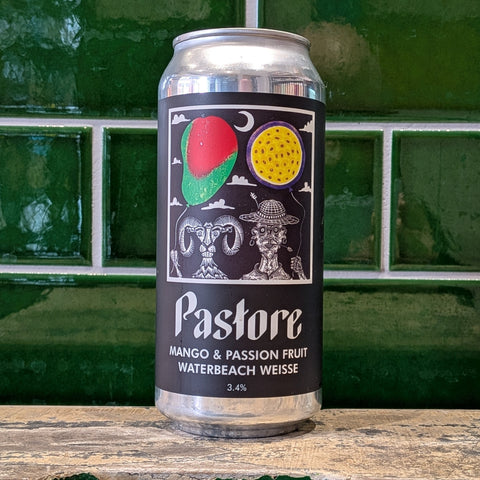 Pastore
MANGO & PASSION FRUIT
WATERBEACH WEISSE
3.4%